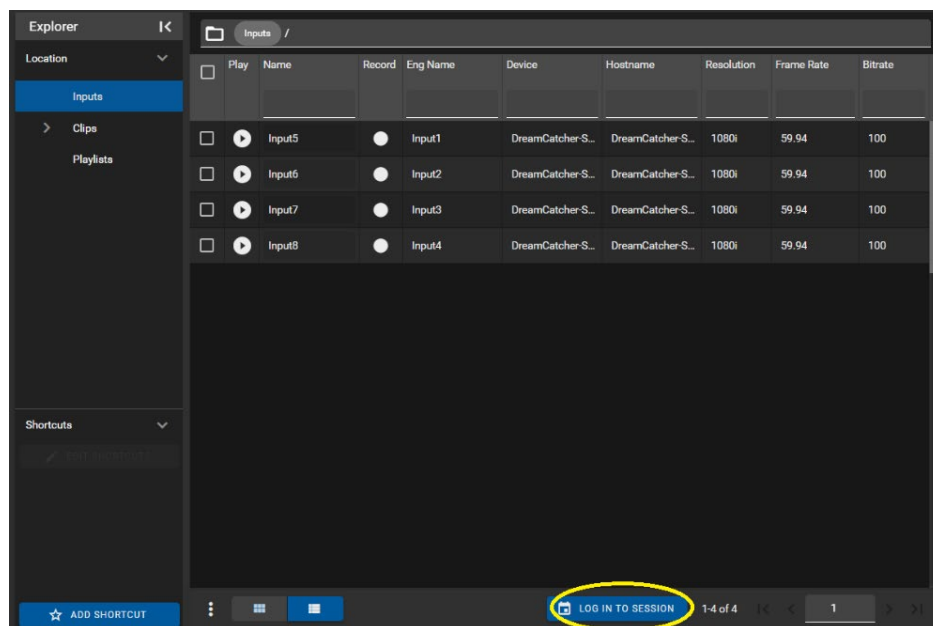 Explorer
Inputs /
Location
Inputs
Clips
Playlists
Play Name Record Eng Name Device Hostname Resolution Frame Rate Bitrate
Input5 Input1 DreamCatcher-S... DreamCatcher-S... 1080i 59.94 100
Input6 Input2 DreamCatcher-S... DreamCatcher-S... 1080i 59.94 100
Input7 Input3 DreamCatcher-S... DreamCatcher-S... 1080i 59.94 100
Input8 Input4 DreamCatcher-S... DreamCatcher-S... 1080i 59.94 100
Shortcuts
EDIT SHORTCUTS
ADD SHORTCUT
LOG IN TO SESSION 1-4 of 4 1